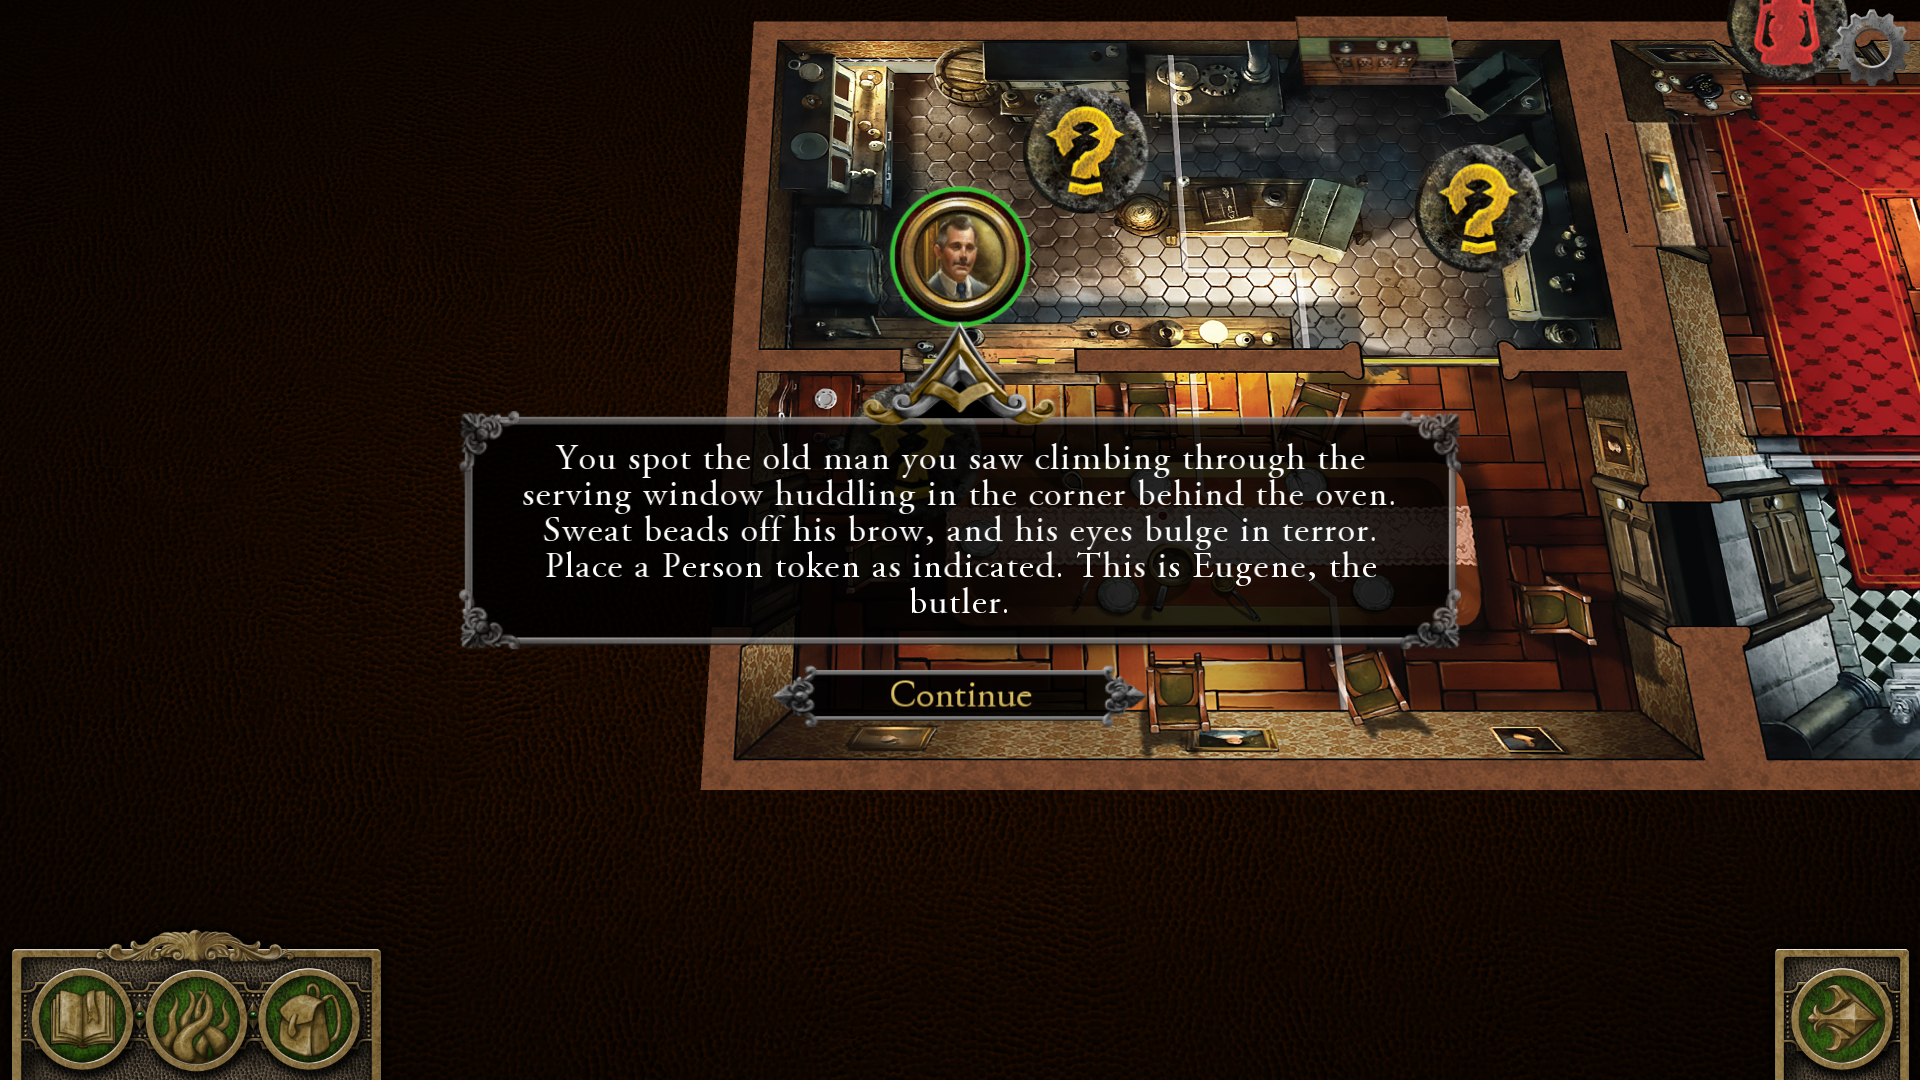 You spot the old man you saw climbing through the
serving window huddling in the corner behind the oven.
Sweat beads off his brow, and his eyes bulge in terror.
Place a Person token as indicated. This is Eugene, the
butler.
Continue